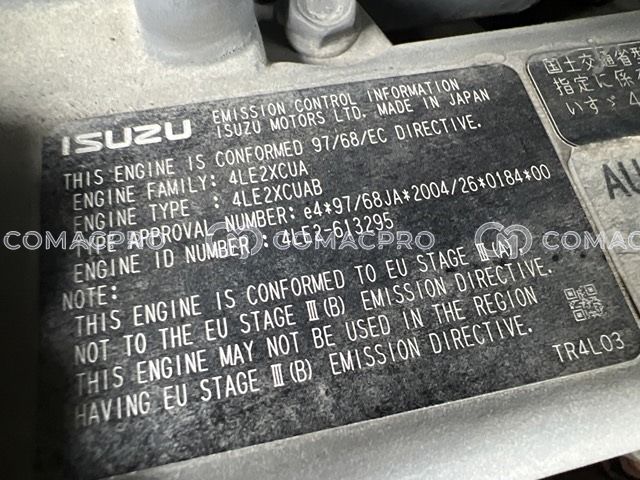 ISUZU
EMISSION CONTROL INFORMATION
ISUZU MOTORS LTD. MADE IN JAPAN
THIS ENGINE IS CONFORMED 97/68/EC DIRECTIVE.
ENGINE FAMILY: 4LE2XCUA
ENGINE TYPE : 4LE2XCUAB
TYPE APPROVAL NUMBER: e4*97/68JA*2004/26*0184*00
ENGINE ID NUMBER: 4LE2-613295
NOTE:
THIS ENGINE IS CONFORMED TO EU STAGE Ⅲ(A),
NOT TO THE EU STAGE Ⅲ(B) EMISSION DIRECTIVE.
THIS ENGINE MAY NOT BE USED IN THE REGION
HAVING EU STAGE Ⅲ(B) EMISSION DIRECTIVE.
TR4L03
国土交通省型
指定に係
いすゞ
AU
COMACPRO COMACPRO COMACPRO